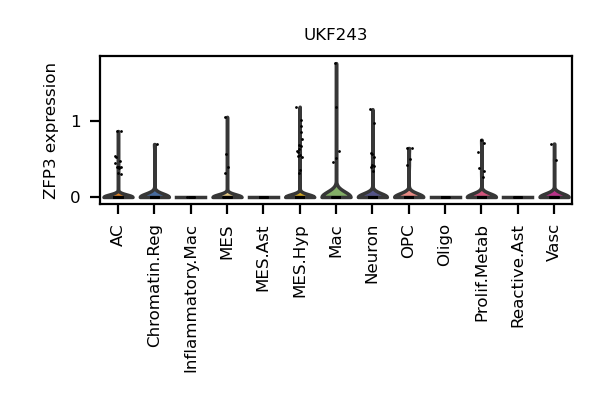 UKF243
ZFP3 expression
1
0
AC
Chromatin.Reg
Inflammatory.Mac
MES
MES.Ast
MES.Hyp
Mac
Neuron
OPC
Oligo
Prolif.Metab
Reactive.Ast
Vasc